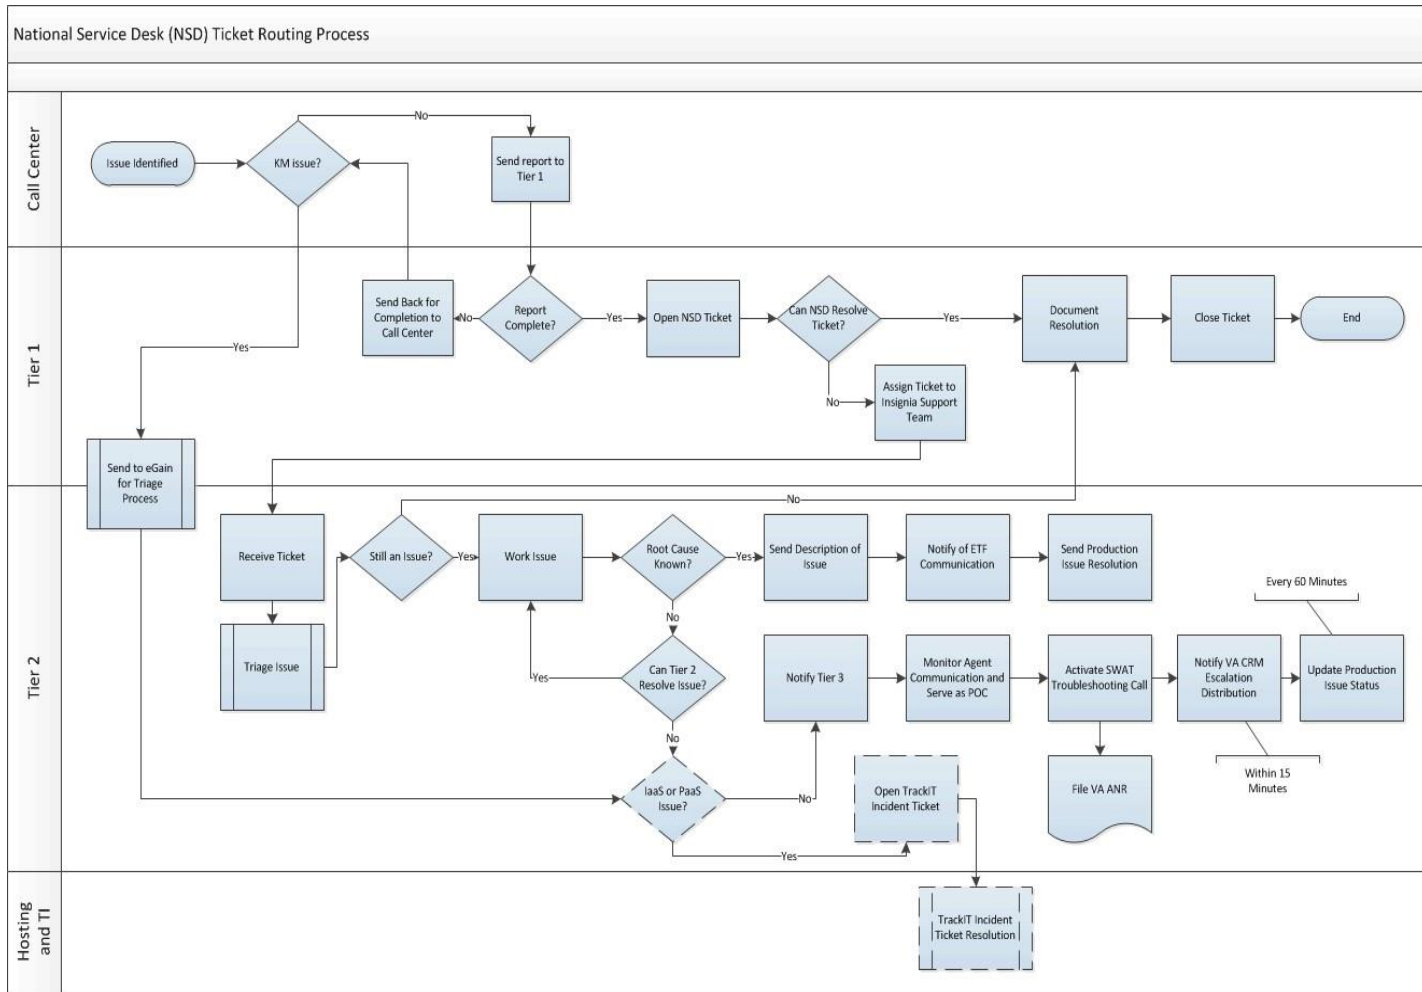 National Service Desk (NSD) Ticket Routing Process
Call Center
Issue Identified
KM issue?
No
Send report to
Tier 1
Yes
Tier 1
Send Back for
Completion to
Call Center
No
Report
Complete?
Yes
Open NSD Ticket
Can NSD Resolve
Ticket?
Yes
Document
Resolution
Close Ticket
End
No
Assign Ticket to
Insignia Support
Team
Send to eGain
for Triage
Process
Tier 2
Receive Ticket
Triage Issue
Still an Issue?
No
Yes
Work Issue
Root Cause
Known?
Yes
Send Description of
Issue
Notify of ETF
Communication
Send Production
Issue Resolution
No
Can Tier 2
Resolve Issue?
Yes
No
Notify Tier 3
Monitor Agent
Communication and
Serve as POC
Activate SWAT
Troubleshooting Call
Notify VA CRM
Escalation
Distribution
Every 60 Minutes
Update Production
Issue Status
Within 15
Minutes
File VA ANR
IaaS or PaaS
Issue?
No
Yes
Open TrackIT
Incident Ticket
Hosting
and TI
TrackIT Incident
Ticket Resolution